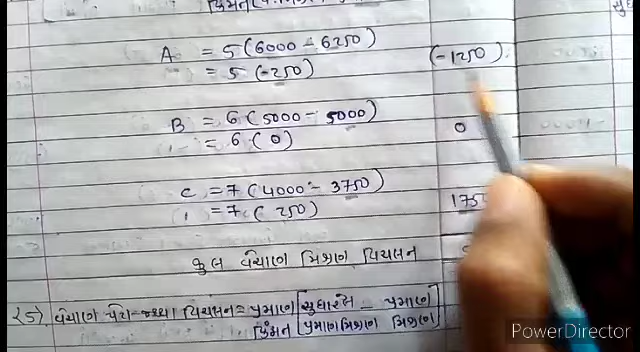 A = 5 (6000 - 6250)
= 5 (-250) (-1250)
B = 6 (5000 - 5000)
= 6 (0) 0
C = 7 (4000 - 3750)
= 7 (250) 175
કુલ વેચાણ મિશ્રણ વિચલન
વેચાણ પેટા-જથ્થા વિચલન = પ્રમાણ [સુધારેલ - પ્રમાણ
કિંમત પ્રમાણમિશ્રણ મિશ્રણ]
PowerDirector